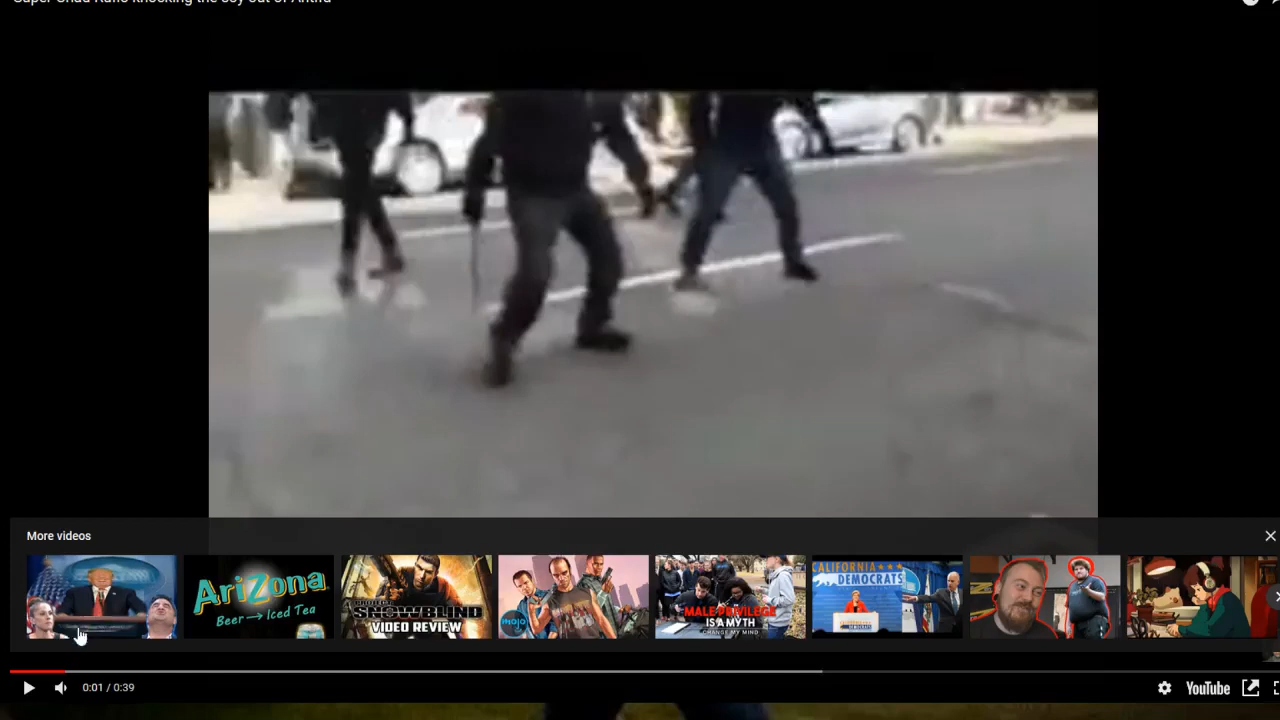 More videos
AriZona
Beer → Iced Tea
SNOWBLIND
VIDEO REVIEW
mojo
MALE PRIVILEGE
IS A MYTH
CHANGE MY MIND
CALIFORNIA
DEMOCRATS
0:01 / 0:39
YouTube